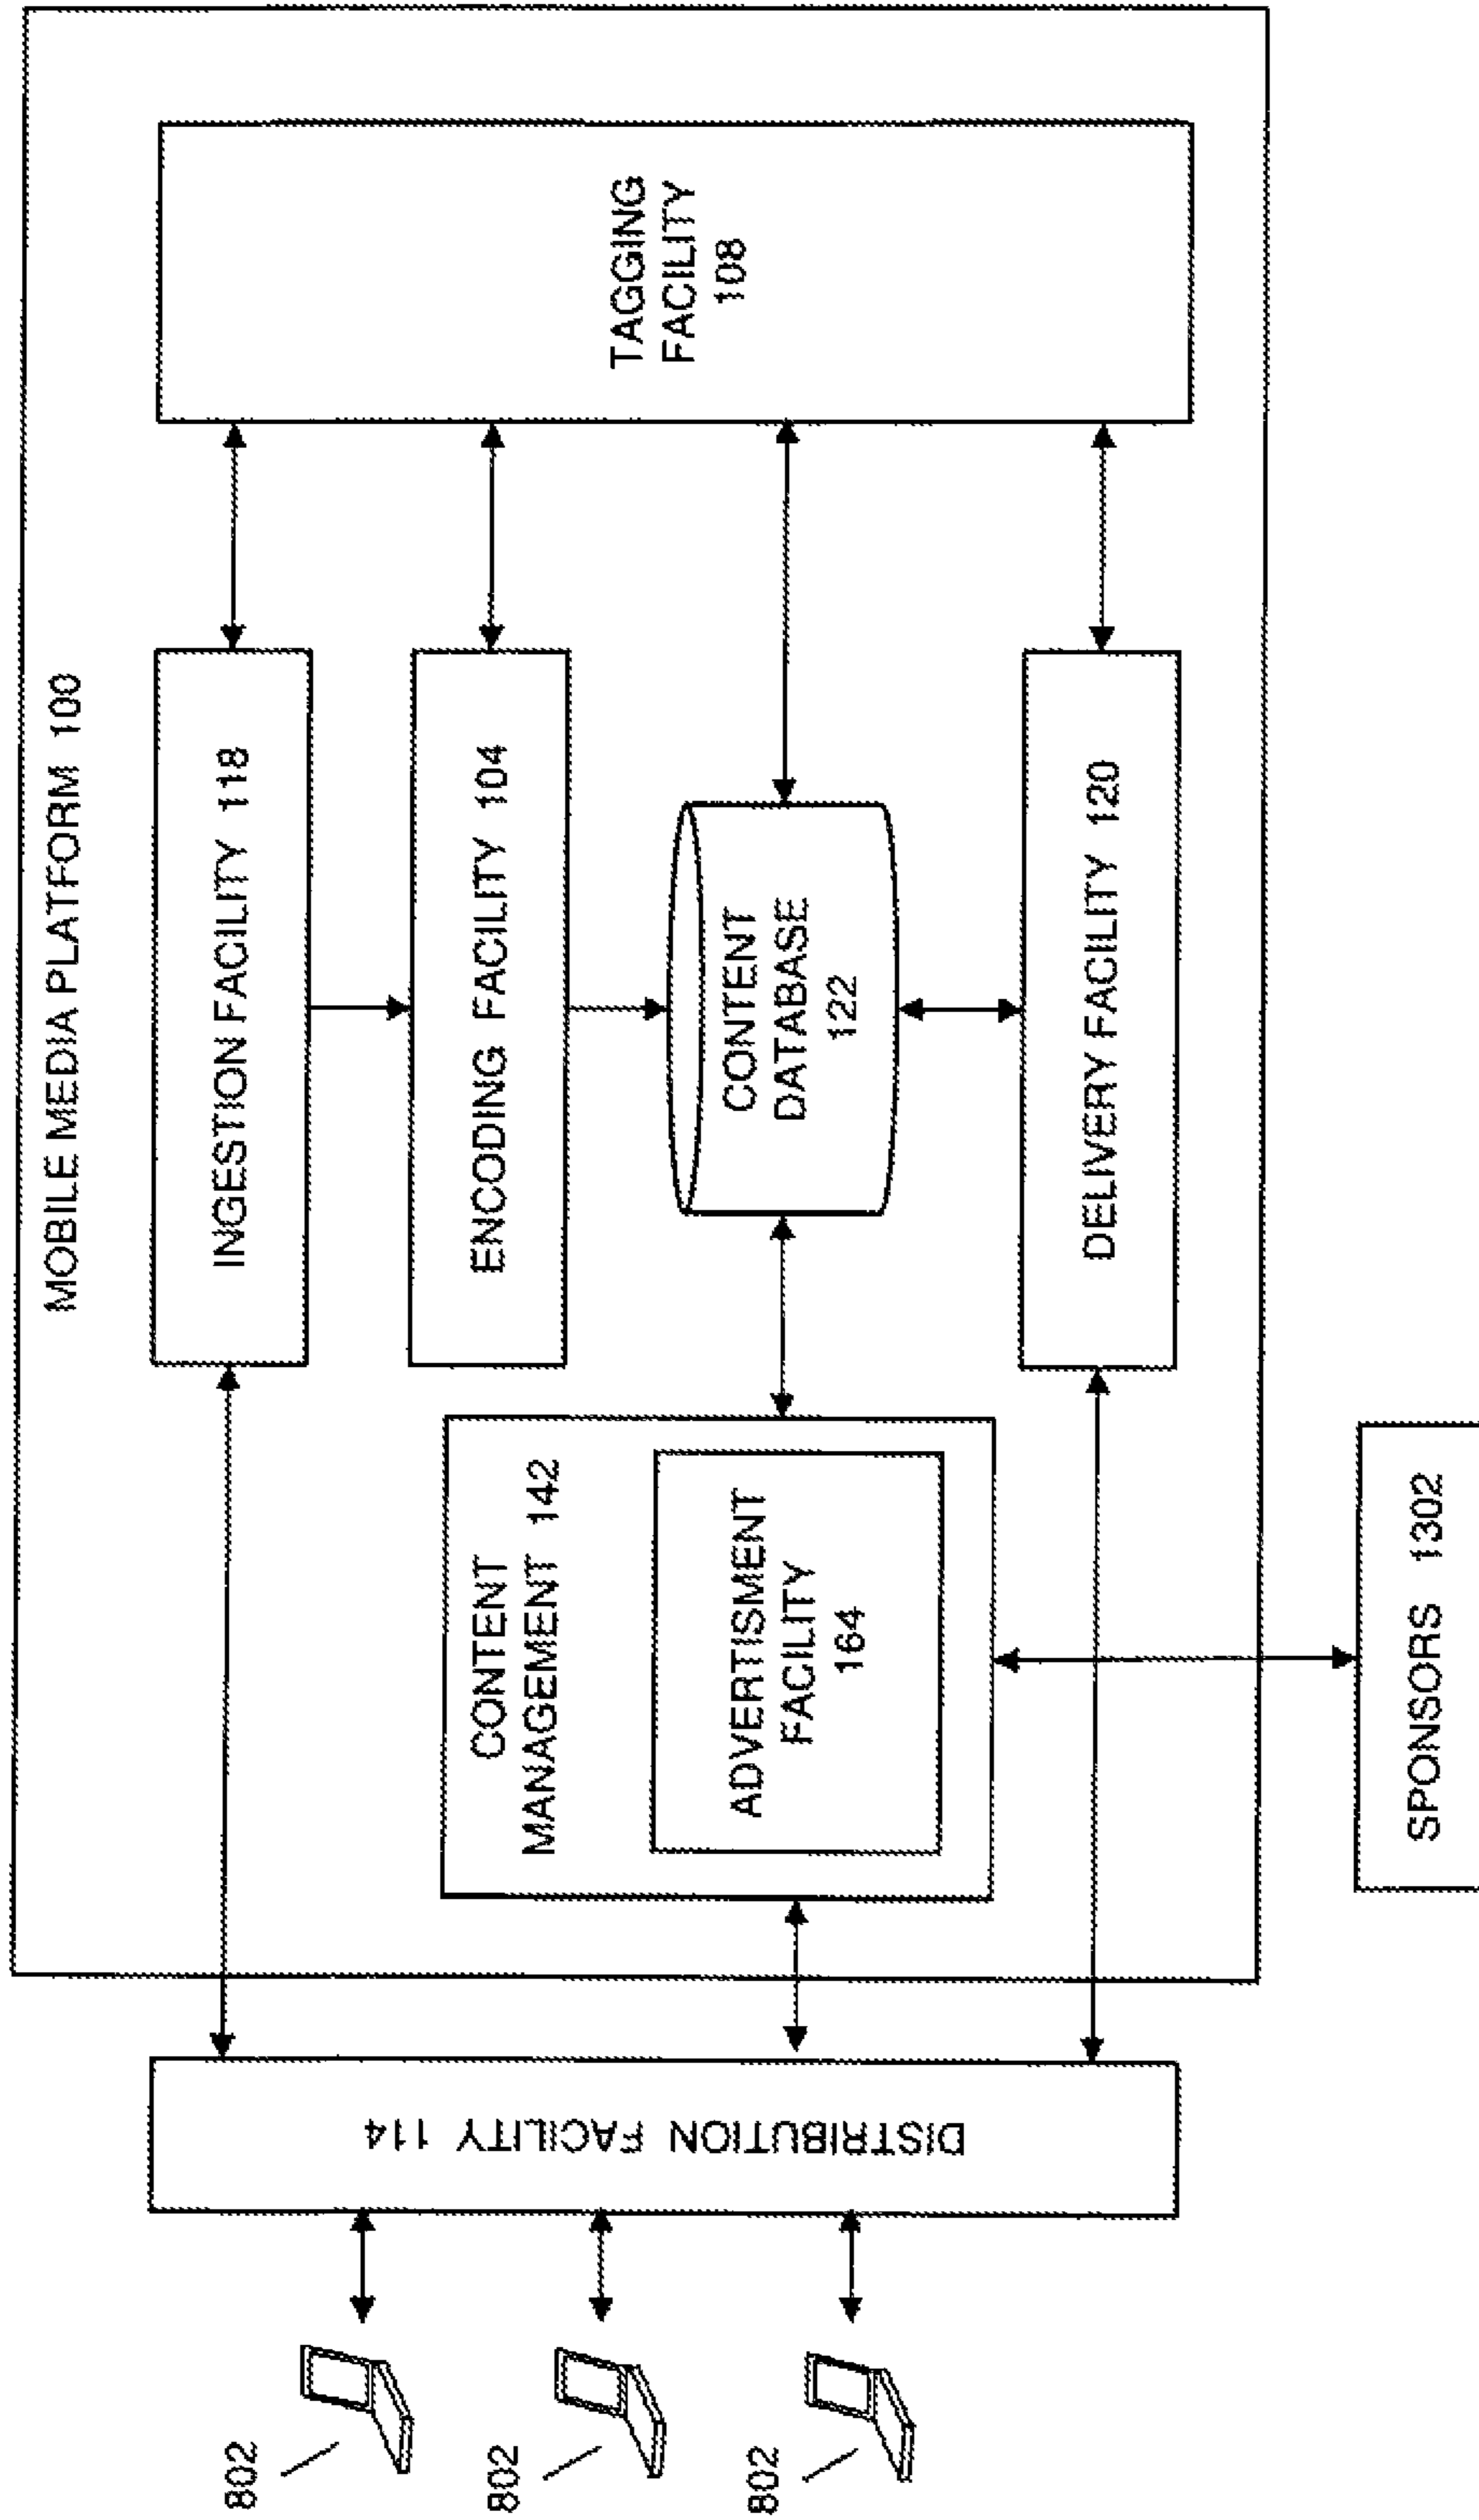 MOBILE MEDIA PLATFORM 100
INGESTION FACILITY 118
ENCODING FACILITY 104
CONTENT
DATABASE
122
DELIVERY FACILITY 120
TAGGING
FACILITY
108
CONTENT
MANAGEMENT 142
ADVERTISMENT
FACILITY
164
DISTRIBUTION FACILITY 114
802
802
802
SPONSORS 1302